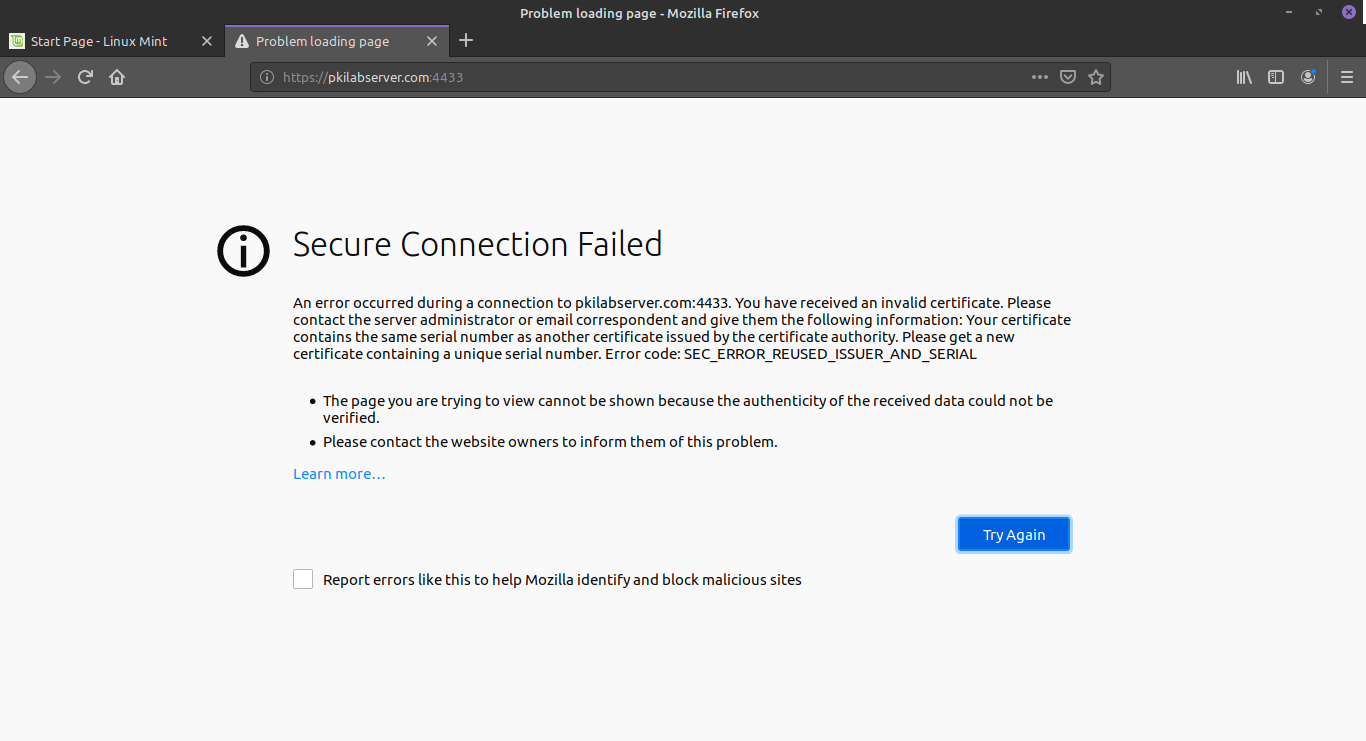 Problem loading page - Mozilla Firefox
Start Page - Linux Mint
Problem loading page
https://pkilabserver.com:4433
Secure Connection Failed
An error occurred during a connection to pkilabserver.com:4433. You have received an invalid certificate. Please
contact the server administrator or email correspondent and give them the following information: Your certificate
contains the same serial number as another certificate issued by the certificate authority. Please get a new
certificate containing a unique serial number. Error code: SEC_ERROR_REUSED_ISSUER_AND_SERIAL
• The page you are trying to view cannot be shown because the authenticity of the received data could not be
verified.
• Please contact the website owners to inform them of this problem.
Learn more…
Try Again
Report errors like this to help Mozilla identify and block malicious sites